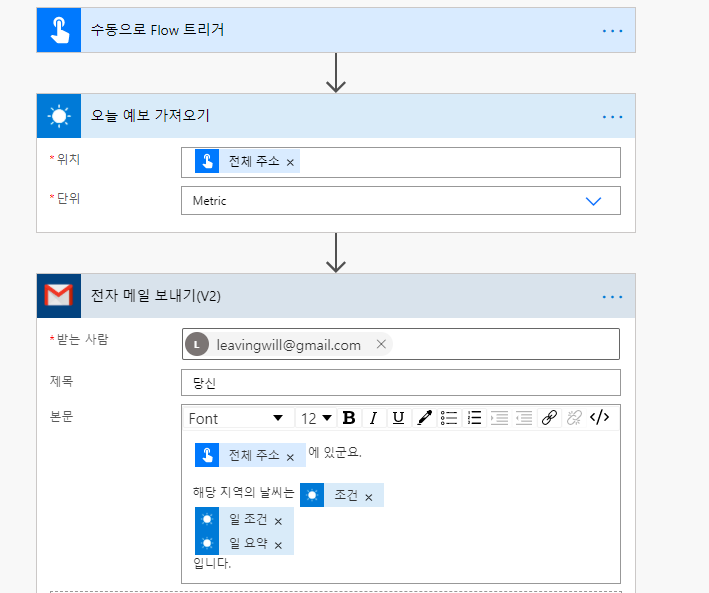 수동으로 Flow 트리거
오늘 예보 가져오기
*위치 전체 주소 ×
*단위 Metric
전자 메일 보내기(V2)
*받는 사람 L leavingwill@gmail.com ×
제목 당신
본문 Font 12 B I U </>
전체 주소 × 에 있군요.
해당 지역의 날씨는 조건 ×
일 조건 ×
일 요약 ×
입니다.